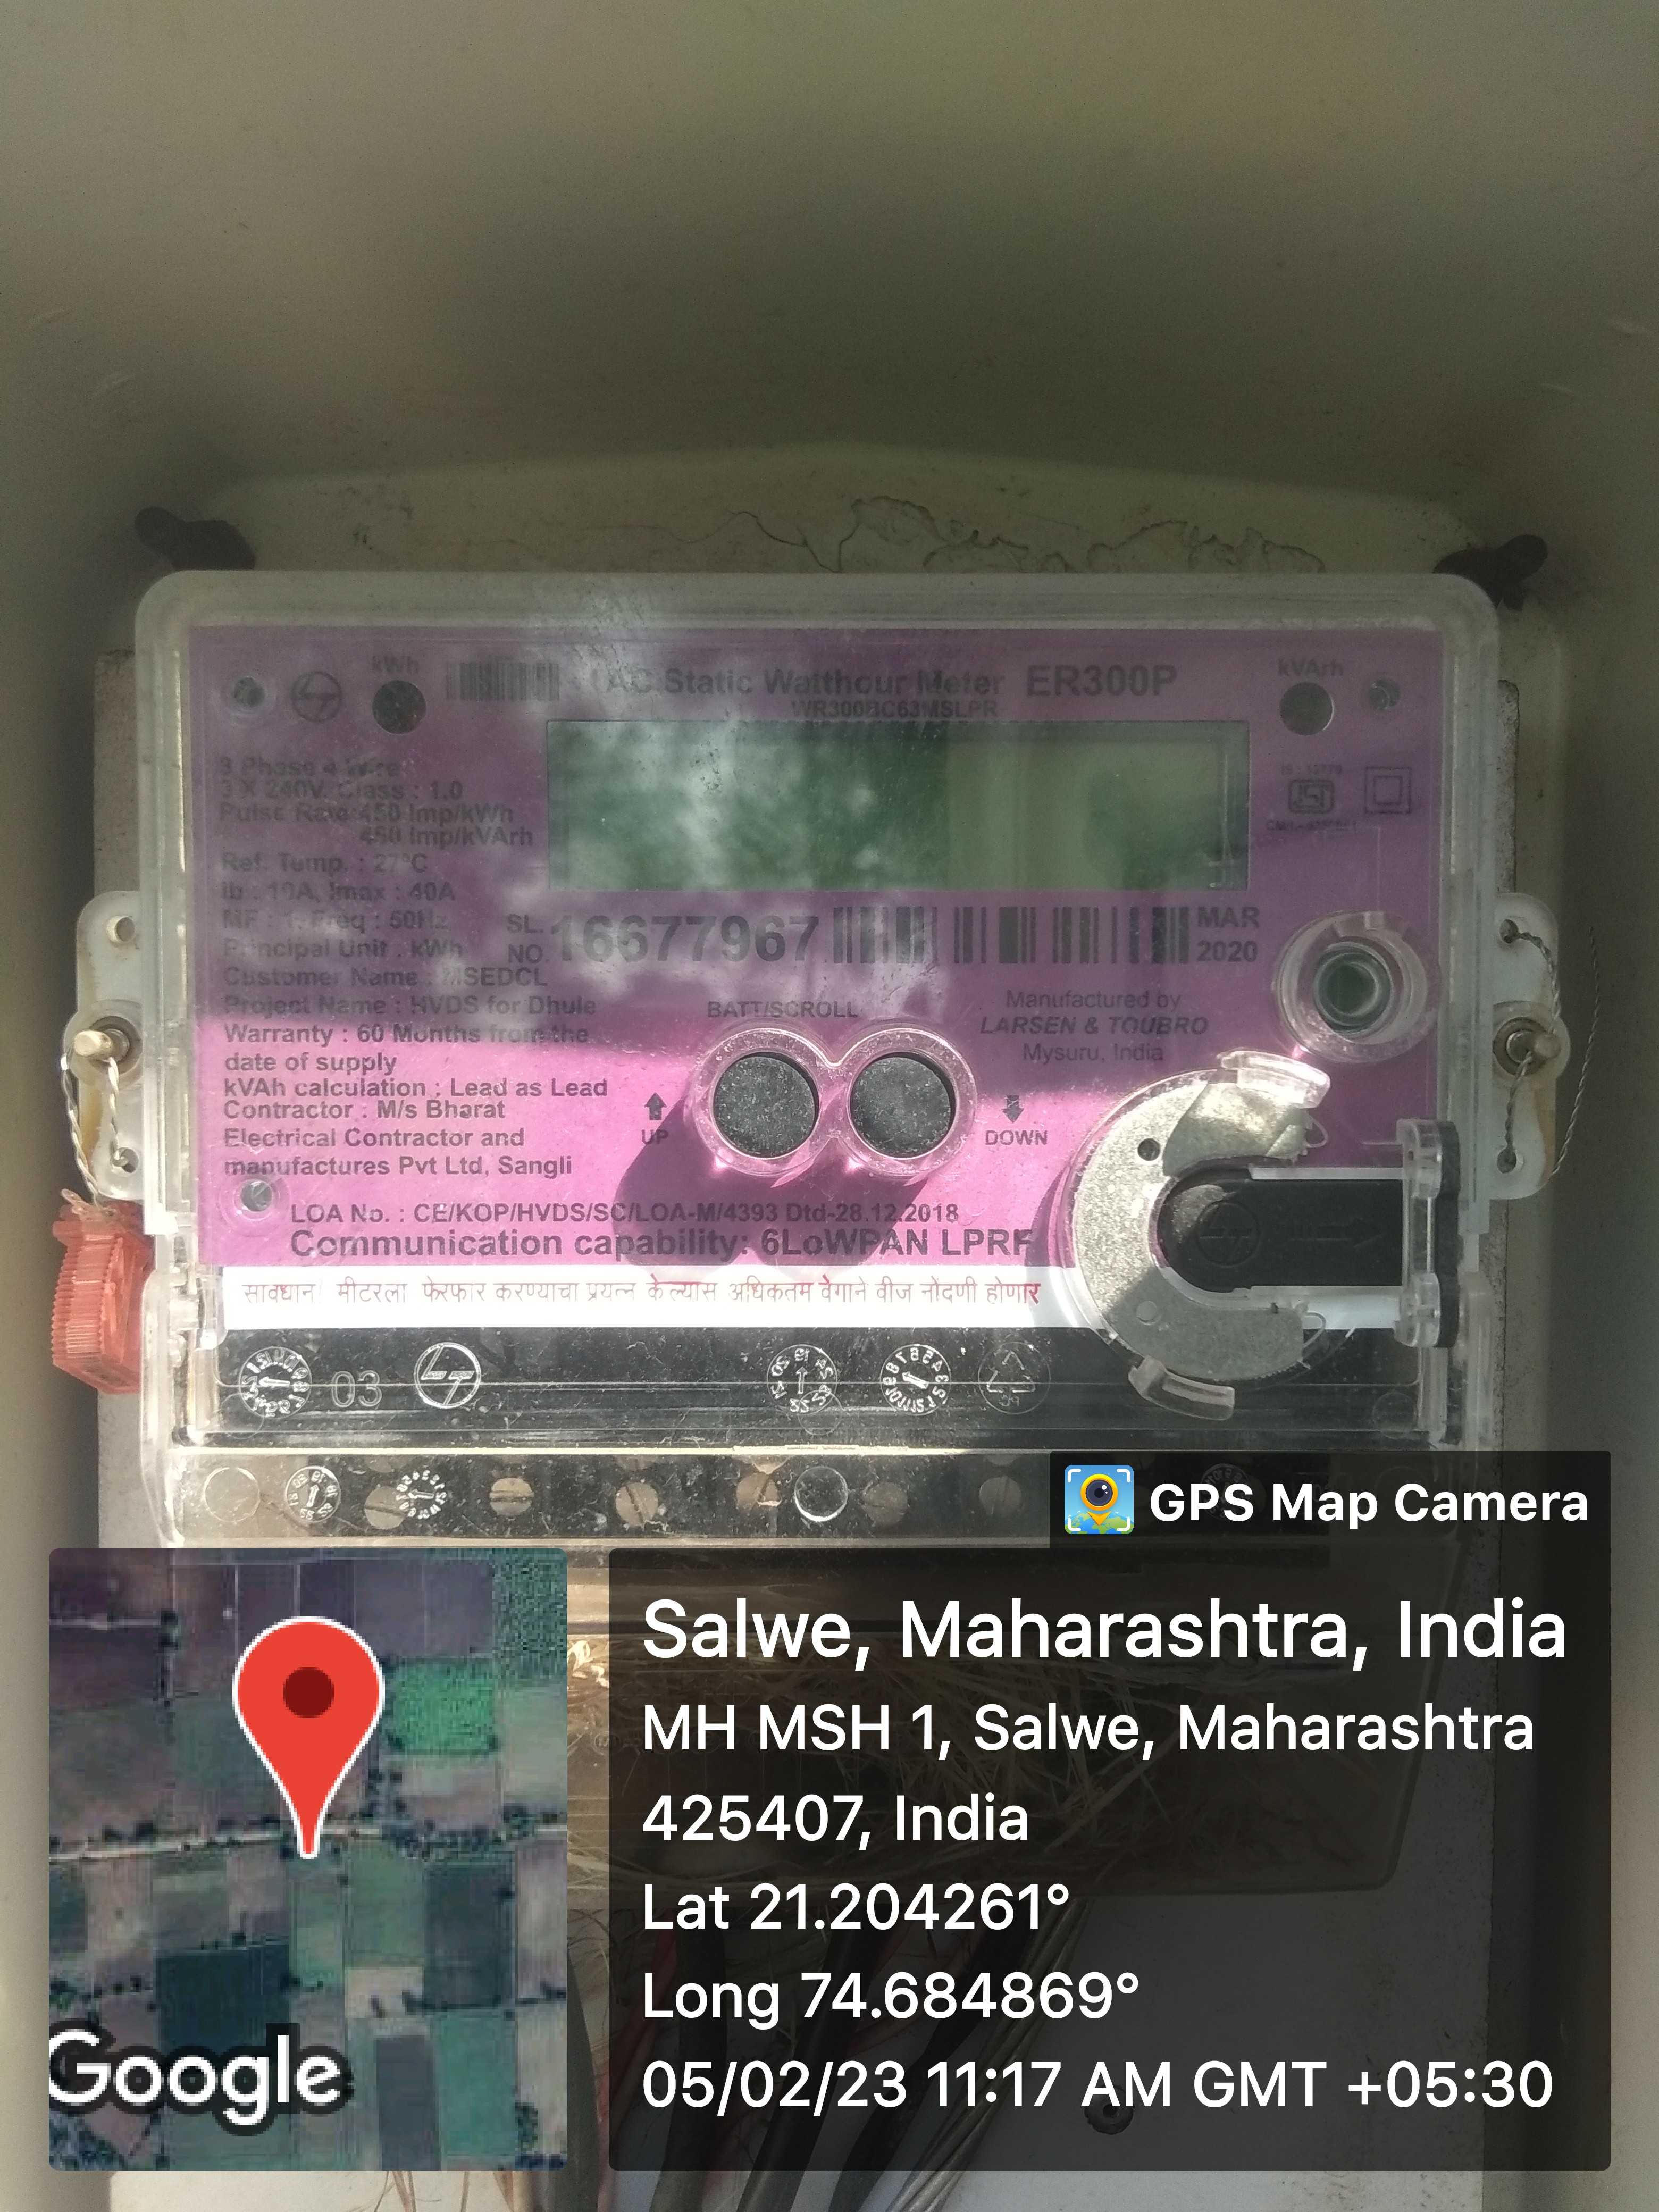 kWh
AC Static Watthour Meter ER300P
WR300BC63MSLPR
kVArh
3 Phase 4 Wire
3 X 240V, Class : 1.0
Pulse Rate:450 Imp/kWh
450 Imp/kVArh
Ref. Temp. : 27°C
Ib : 10A, Imax : 40A
MF : 1, Freq : 50Hz
Principal Unit : kWh
Customer Name : MSEDCL
Project Name : HVDS for Dhule
Warranty : 60 Months from the
date of supply
kVAh calculation : Lead as Lead
Contractor : M/s Bharat
Electrical Contractor and
manufactures Pvt Ltd, Sangli
SL. NO. 16677967
MAR
2020
BATT/SCROLL
UP
DOWN
Manufactured by
LARSEN & TOUBRO
Mysuru, India
LOA No. : CE/KOP/HVDS/SC/LOA-M/4393 Dtd-28.12.2018
Communication capability: 6LoWPAN LPRF
सावधान! मीटरला फेरफार करण्याचा प्रयत्न केल्यास अधिकतम वेगाने वीज नोंदणी होणार
03
GPS Map Camera
Salwe, Maharashtra, India
MH MSH 1, Salwe, Maharashtra
425407, India
Lat 21.204261°
Long 74.684869°
05/02/23 11:17 AM GMT +05:30
Google